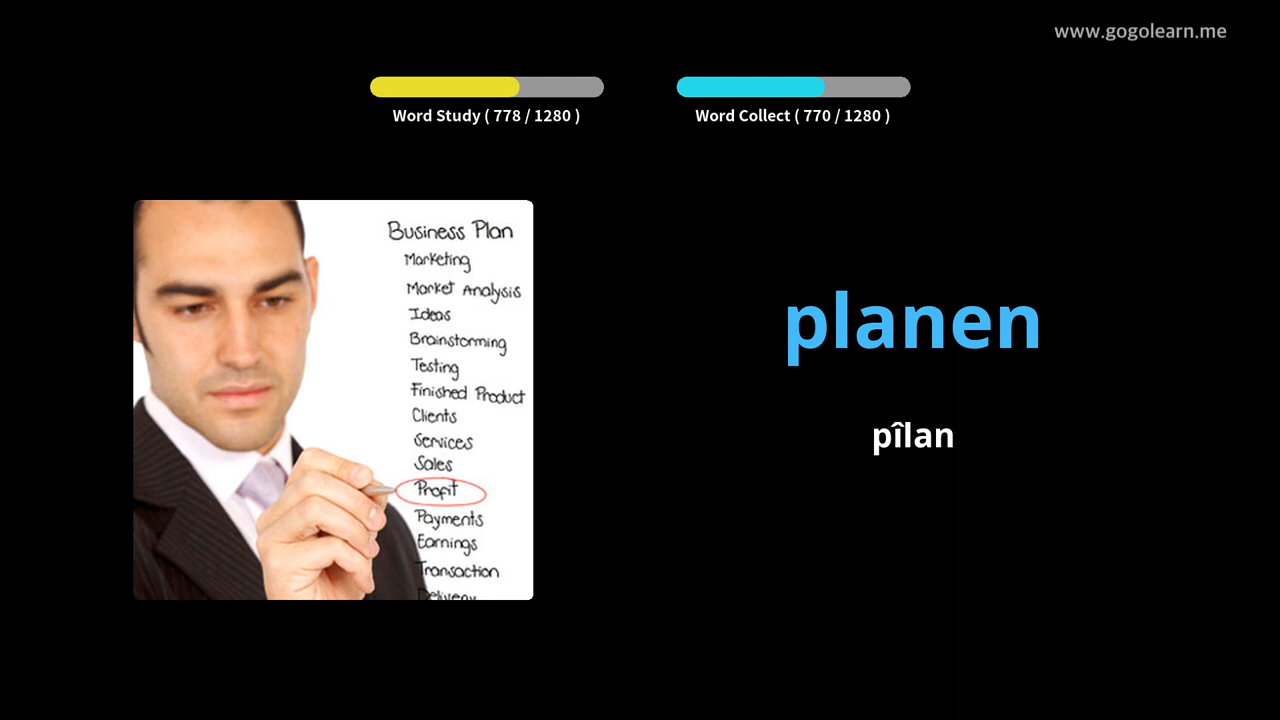 www.gogolearn.me
Word Study ( 778 / 1280 )
Word Collect ( 770 / 1280 )
Business Plan
Marketing
Market Analysis
Ideas
Brainstorming
Testing
Finished Product
Clients
Services
Sales
Profit
Payments
Earnings
Transaction
Delivery
planen
pîlan